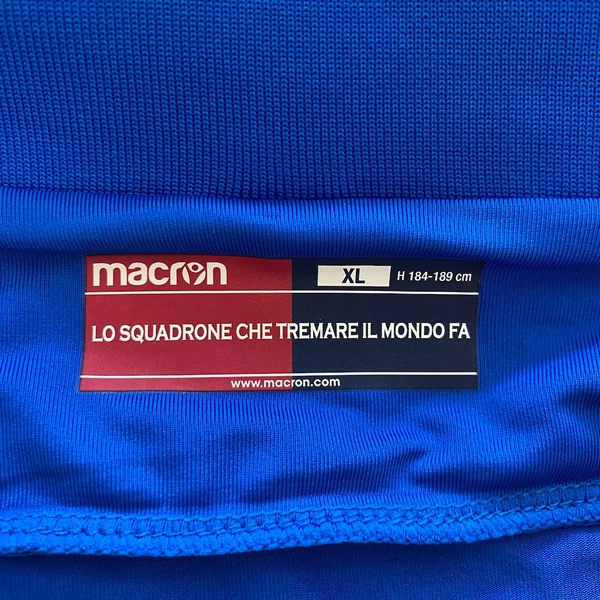 macron XL H 184-189 cm
LO SQUADRONE CHE TREMARE IL MONDO FA
www.macron.com